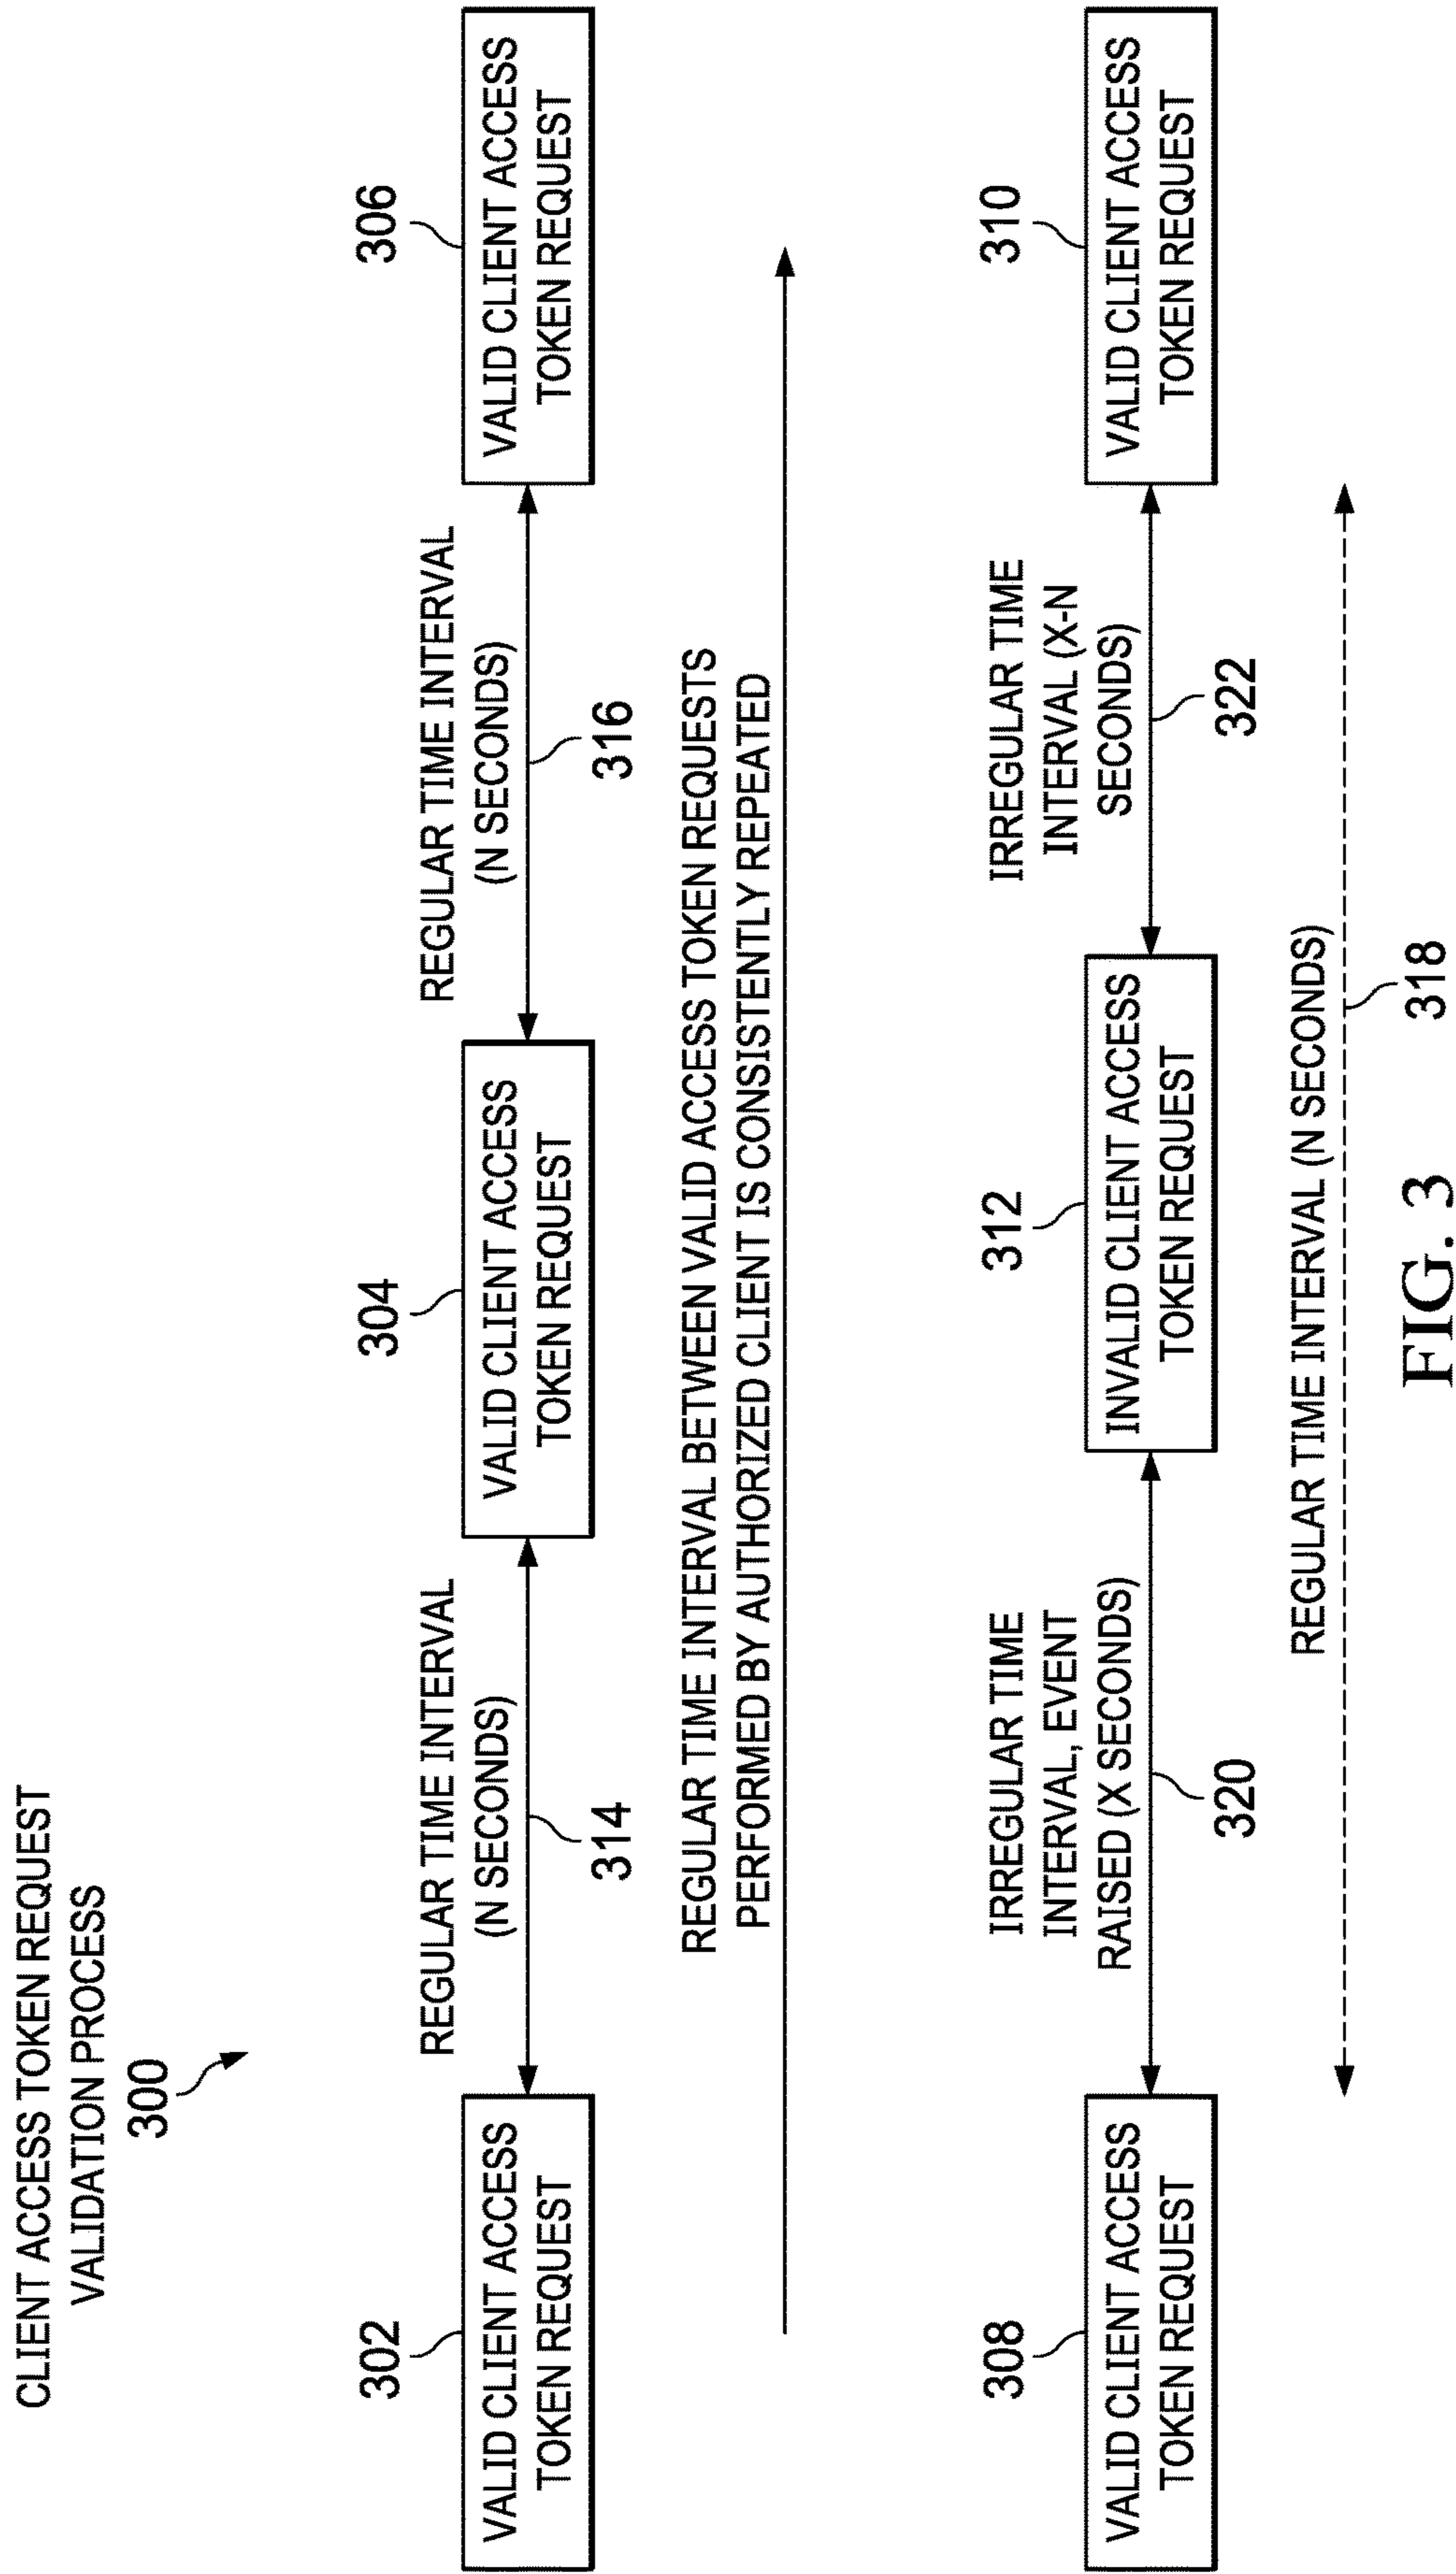 CLIENT ACCESS TOKEN REQUEST
VALIDATION PROCESS
300
302
VALID CLIENT ACCESS
TOKEN REQUEST
REGULAR TIME INTERVAL
(N SECONDS)
314
304
VALID CLIENT ACCESS
TOKEN REQUEST
REGULAR TIME INTERVAL
(N SECONDS)
316
306
VALID CLIENT ACCESS
TOKEN REQUEST
REGULAR TIME INTERVAL BETWEEN VALID ACCESS TOKEN REQUESTS
PERFORMED BY AUTHORIZED CLIENT IS CONSISTENTLY REPEATED
308
VALID CLIENT ACCESS
TOKEN REQUEST
IRREGULAR TIME
INTERVAL, EVENT
RAISED (X SECONDS)
320
312
INVALID CLIENT ACCESS
TOKEN REQUEST
IRREGULAR TIME
INTERVAL (X-N
SECONDS)
322
310
VALID CLIENT ACCESS
TOKEN REQUEST
REGULAR TIME INTERVAL (N SECONDS)
318
FIG. 3